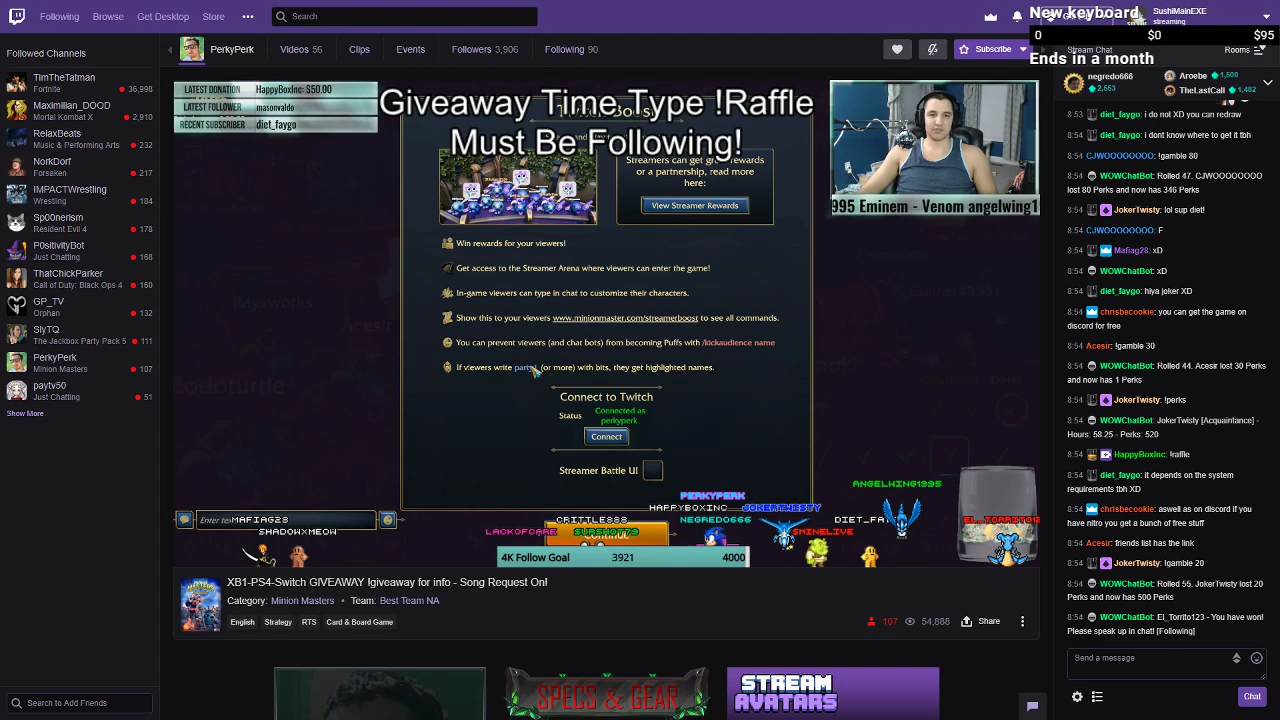 Following Browse Get Desktop Store
Search
SushiMainEXE
streaming
New keyboard
0 $0 $95
Ends in a month
PerkyPerk Videos 56 Clips Events Followers 3,906 Following 90
Subscribe
Stream Chat Rooms
Followed Channels
TimTheTatman
Fortnite
36,998
Maximilian_DOOD
Mortal Kombat X
2,910
RelaxBeats
Music & Performing Arts
232
NorkDorf
Forsaken
217
IMPACTWrestling
Wrestling
184
Sp00nerism
Resident Evil 4
178
P0sitivityBot
Just Chatting
168
ThatChickParker
Call of Duty: Black Ops 4
160
GP_TV
Orphan
132
SlyTQ
The Jackbox Party Pack 5
111
PerkyPerk
Minion Masters
107
paytv50
Just Chatting
51
Show More
Search to Add Friends
LATEST DONATION HappyBoxInc: $50.00
LATEST FOLLOWER masonvaldo
RECENT SUBSCRIBER diet_faygo
Giveaway Time Type !Raffle
Must Be Following!
Streamers can get great rewards
or a partnership, read more
here:
View Streamer Rewards
995 Eminem - Venom angelwing1
Win rewards for your viewers!
Get access to the Streamer Arena where viewers can enter the game!
In-game viewers can type in chat to customize their characters.
Show this to your viewers www.minionmaster.com/streamerboost to see all commands.
You can prevent viewers (and chat bots) from becoming Puffs with /kickaudience name
If viewers write party1 (or more) with bits, they get highlighted names.
Connect to Twitch
Status Connected as
perkyperk
Connect
Streamer Battle UI
Raysworks
Acesir
Zodoturtle
Enter te
MAFIAG28
SHADOWMEOW
LACKOFCARE
CRITTLE888
SURSHOT79
Continue
PERKYPERK
HAPPYBOXINC
NEGREDO666
JOKERTWISTY
SMINELIVE
DIET_FA
ANGELWING1995
EL_TORRITO12
4K Follow Goal 3921 4000
XB1-PS4-Switch GIVEAWAY !giveaway for info - Song Request On!
Category: Minion Masters • Team: Best Team NA
English Strategy RTS Card & Board Game
107 54,888 Share
SPECS & GEAR
STREAM
AVATARS
negredo666
2,553
Aroebe 1,500
TheLastCall 1,482
8:53 diet_faygo: i do not XD you can redraw
8:54 diet_faygo: i dont know where to get it tbh
8:54 CJWOOOOOOO: !gamble 80
8:54 WOWChatBot: Rolled 47. CJWOOOOOOO
lost 80 Perks and now has 346 Perks
8:54 JokerTwisty: lol sup diet!
8:54 CJWOOOOOOO: F
8:54 Mafiag28: xD
8:54 WOWChatBot: xD
8:54 diet_faygo: hiya joker XD
8:54 chrisbecookie: you can get the game on
discord for free
8:54 Acesir: !gamble 30
8:54 WOWChatBot: Rolled 44. Acesir lost 30 Perks
and now has 1 Perks
8:54 JokerTwisty: !perks
8:54 WOWChatBot: JokerTwisty [Acquaintance] -
Hours: 58.25 - Perks: 520
8:54 HappyBoxInc: !raffle
8:54 diet_faygo: it depends on the system
requirements tbh XD
8:54 chrisbecookie: aswell as on discord if you
have nitro you get a bunch of free stuff
8:54 Acesir: friends list has the link
8:54 JokerTwisty: !gamble 20
8:54 WOWChatBot: Rolled 55. JokerTwisty lost 20
Perks and now has 500 Perks
8:54 WOWChatBot: El_Torrito123 - You have won!
Please speak up in chat! [Following]
Send a message
Chat